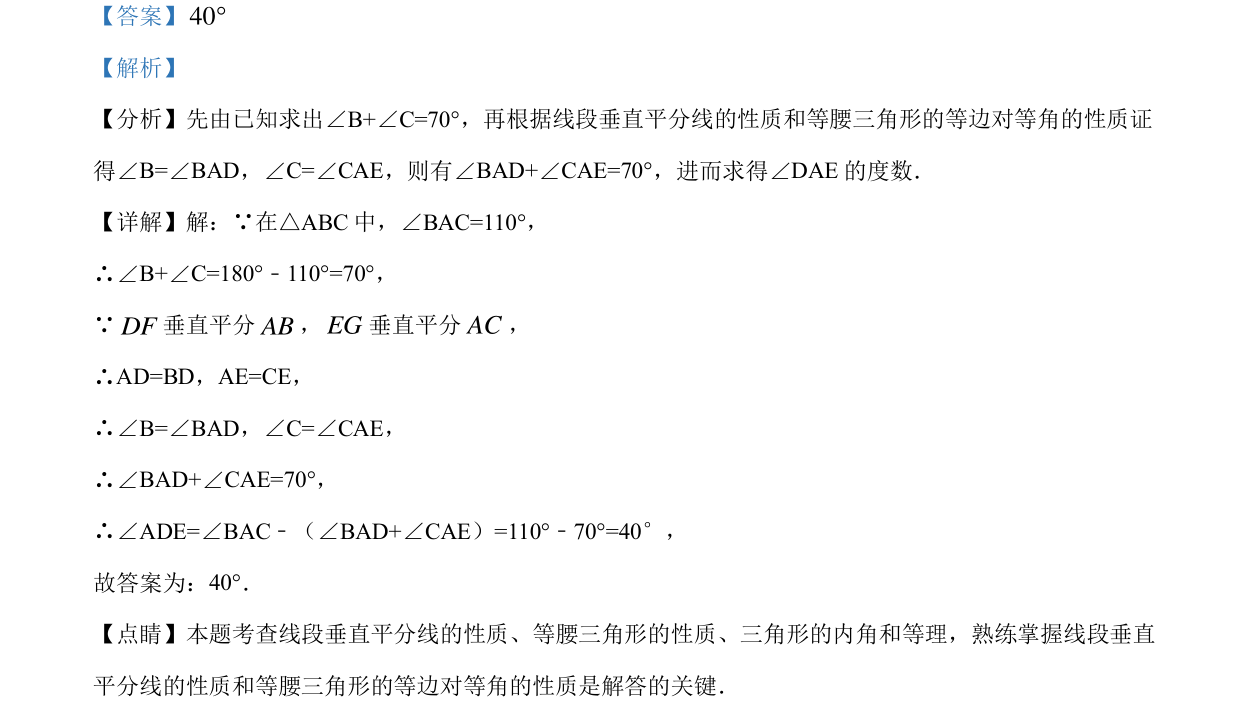 【答案】40°
【解析】
【分析】先由已知求出∠B+∠C=70°，再根据线段垂直平分线的性质和等腰三角形的等边对等角的性质证
得∠B=∠BAD，∠C=∠CAE，则有∠BAD+∠CAE=70°，进而求得∠DAE 的度数．
【详解】解：∵在△ABC 中，∠BAC=110°，
∴∠B+∠C=180°﹣110°=70°，
∵DF 垂直平分 AB ，EG 垂直平分 AC ，
∴AD=BD，AE=CE，
∴∠B=∠BAD，∠C=∠CAE，
∴∠BAD+∠CAE=70°，
∴∠ADE=∠BAC﹣（∠BAD+∠CAE）=110°﹣70°=40°，
故答案为：40°．
【点睛】本题考查线段垂直平分线的性质、等腰三角形的性质、三角形的内角和等理，熟练掌握线段垂直
平分线的性质和等腰三角形的等边对等角的性质是解答的关键．